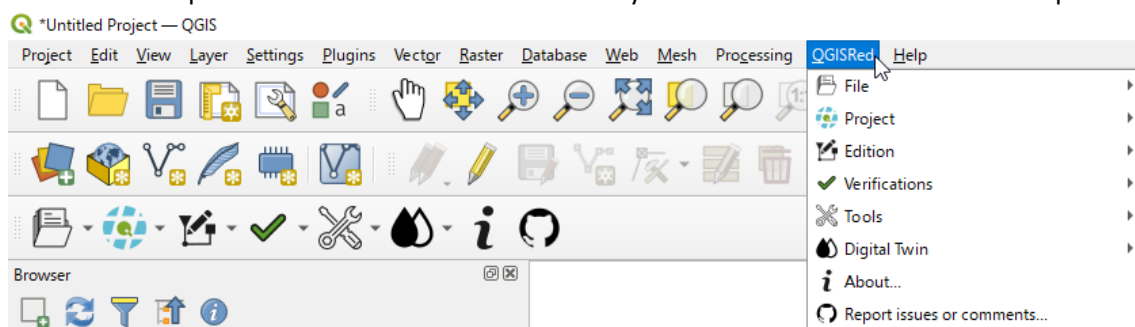 *Untitled Project — QGIS
Project Edit View Layer Settings Plugins Vector Raster Database Web Mesh Processing QGISRed Help
File
Project
Edition
Verifications
Tools
Digital Twin
About...
Report issues or comments...
a
Browser